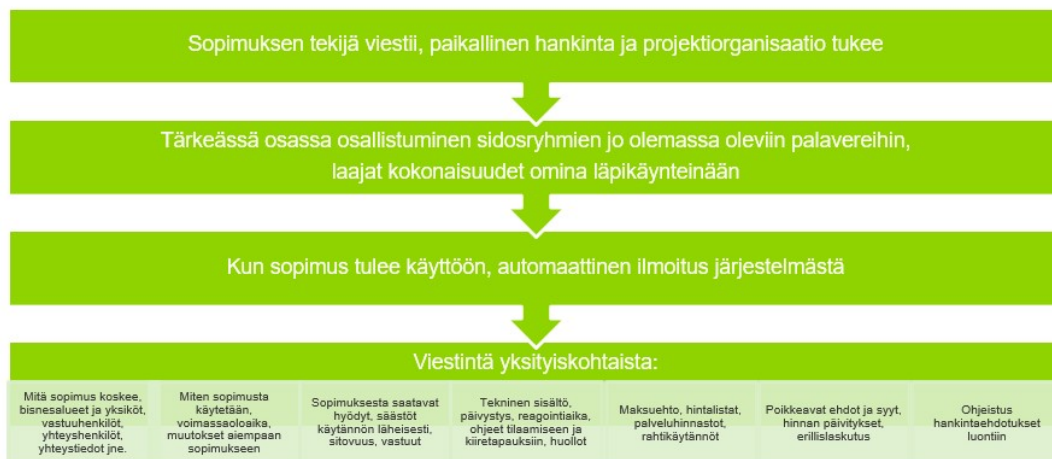 Sopimuksen tekijä viestii, paikallinen hankinta ja projektiorganisaatio tukee
Tärkeässä osassa osallistuminen sidosryhmien jo olemassa oleviin palavereihin,
laajat kokonaisuudet omina läpikäynteinään
Kun sopimus tulee käyttöön, automaattinen ilmoitus järjestelmästä
Viestintä yksityiskohtaista:
Mitä sopimus koskee,
bisnesalueet ja yksiköt,
vastuuhenkilöt,
yhteyshenkilöt,
yhteystiedot jne.
Miten sopimusta
käytetään,
voimassaoloaika,
muutokset aiempaan
sopimukseen
Sopimuksesta saatavat
hyödyt, säästöt
käytännön läheisesti,
sitovuus, vastuut
Tekninen sisältö,
päivystys, reagointiaika,
ohjeet tilaamiseen ja
kiiretapauksiin, huollot
Maksuehto, hintalistat,
palveluhinnastot,
rahtikäytännöt
Poikkeavat ehdot ja syyt,
hinnan päivitykset,
erillislaskutus
Ohjeistus
hankintaehdotukset
luontiin